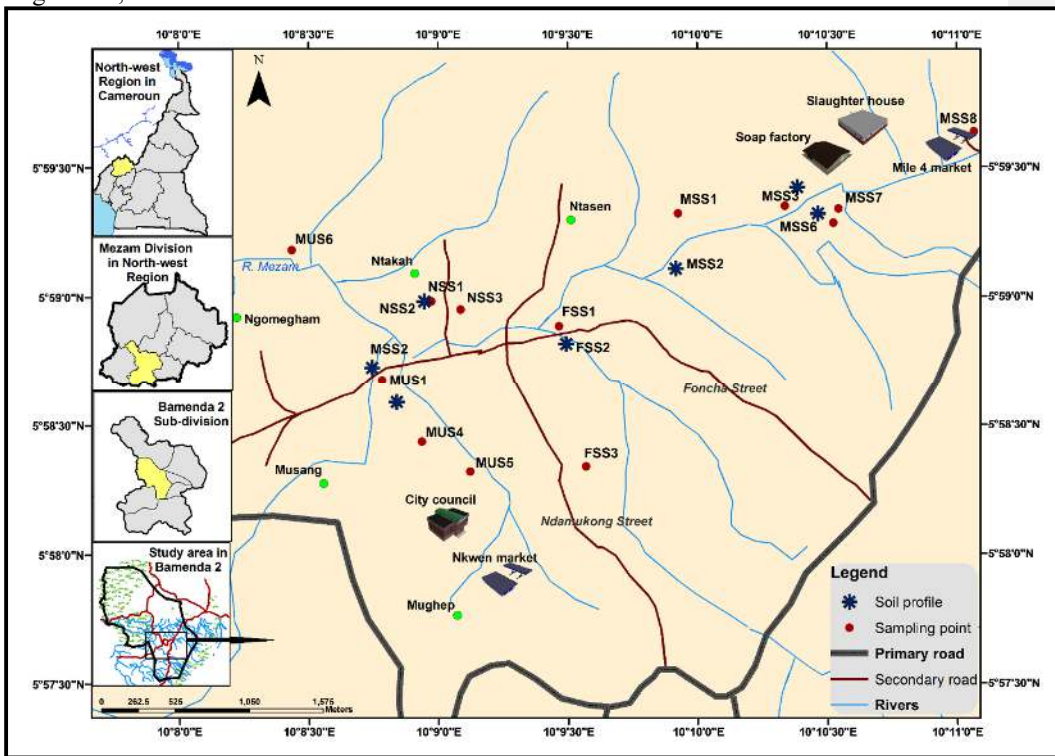 10°8'0"E 10°8'30"E 10°9'0"E 10°9'30"E 10°10'0"E 10°10'30"E 10°11'0"E
North-west
Region in
Cameroun
N
Slaughter house
MSS8
Soap factory
Mile 4 market
5°59'30"N
5°59'30"N
MSS1
MSS3
MSS7
MSS6
Ntasen
MUS6
Mezam Division
in North-west
Region
R. Mezam
Ntakah
MSS2
NSS1
NSS2
NSS3
5°59'0"N
5°59'0"N
Ngomegham
FSS1
FSS2
MSS2
MUS1
Foncha Street
Bamenda 2
Sub-division
5°58'30"N
5°58'30"N
MUS4
MUS5
FSS3
Musang
City council
Ndamukong Street
Study area in
Bamenda 2
5°58'0"N
5°58'0"N
Nkwen market
Mughep
Legend
Soil profile
Sampling point
Primary road
Secondary road
Rivers
5°57'30"N
5°57'30"N
0 262.5 525 1,050 1,575
Meters
10°8'0"E 10°8'30"E 10°9'0"E 10°9'30"E 10°10'0"E 10°10'30"E 10°11'0"E